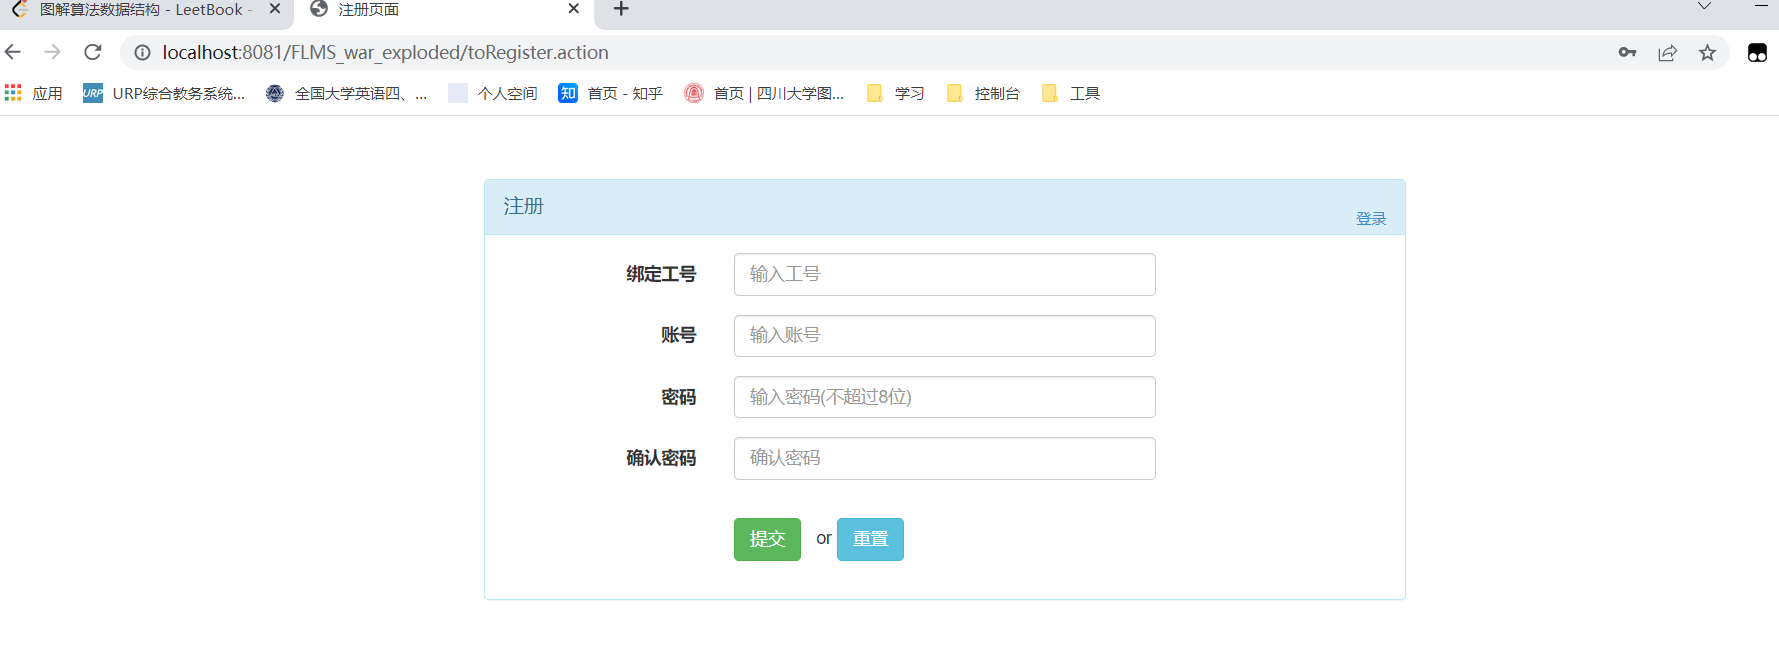 图解算法数据结构 - LeetBook -
注册页面
localhost:8081/FLMS_war_exploded/toRegister.action
应用 URP URP综合教务系统... 全国大学英语四、... 个人空间 知 首页 - 知乎 首页 | 四川大学图... 学习 控制台 工具
注册
登录
绑定工号 输入工号
账号 输入账号
密码 输入密码(不超过8位)
确认密码 确认密码
提交 or 重置